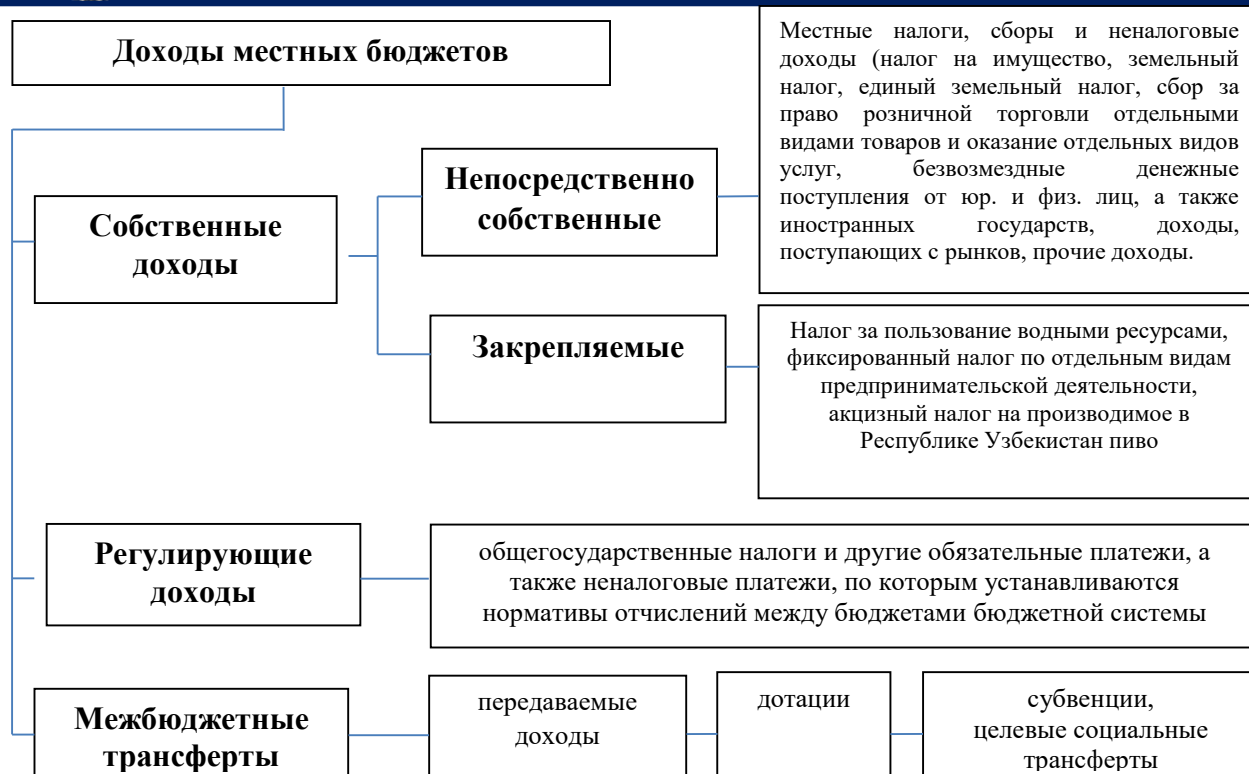 Доходы местных бюджетов
Местные налоги, сборы и неналоговые
доходы (налог на имущество, земельный
налог, единый земельный налог, сбор за
право розничной торговли отдельными
видами товаров и оказание отдельных видов
услуг, безвозмездные денежные
поступления от юр. и физ. лиц, а также
иностранных государств, доходы,
поступающих с рынков, прочие доходы.
Собственные
доходы
Непосредственно
собственные
Закрепляемые
Налог за пользование водными ресурсами,
фиксированный налог по отдельным видам
предпринимательской деятельности,
акцизный налог на производимое в
Республике Узбекистан пиво
Регулирующие
доходы
общегосударственные налоги и другие обязательные платежи, а
также неналоговые платежи, по которым устанавливаются
нормативы отчислений между бюджетами бюджетной системы
Межбюджетные
трансферты
передаваемые
доходы
дотации
субвенции,
целевые социальные
трансферты